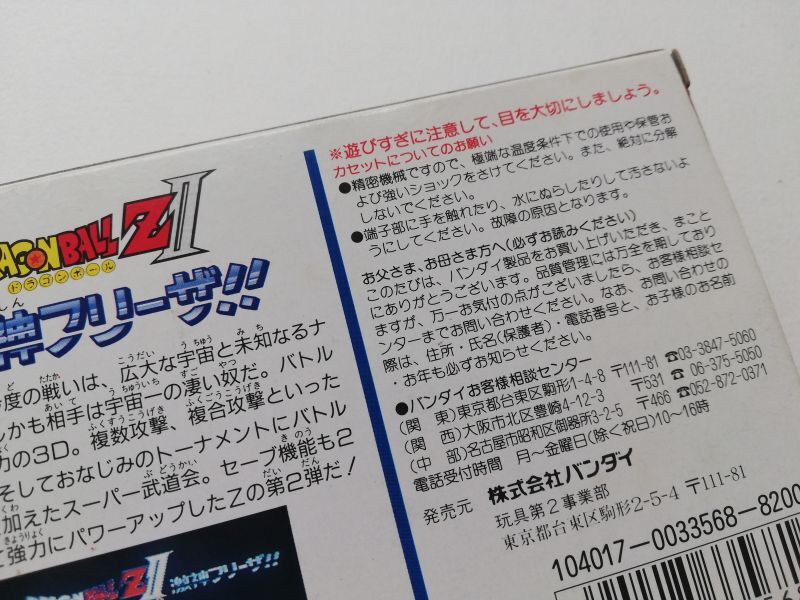 DRAGON BALL Z II
ドラゴンボール
神フリーザ!!
度の戦いは、広大な宇宙と未知なるナ
かも相手は宇宙一の凄い奴だ。バトル
力の3D。複数攻撃、複合攻撃といった
そしておなじみのトーナメントにバトル
加えたスーパー武道会。セーブ機能も2
強力にパワーアップしたZの第2弾だ!
DRAGON BALL Z II 激神フリーザ!!
※遊びすぎに注意して、目を大切にしましょう。
カセットについてのお願い
●精密機械ですので、極端な温度条件下での使用や保管お
よび強いショックをさけてください。また、絶対に分解
しないでください。
●端子部に手を触れたり、水にぬらしたりして汚さないよ
うにしてください。故障の原因となります。
お父さま、お母さま方へ(必ずお読みください)
このたびは、バンダイ製品をお買い上げいただき、まこと
にありがとうございます。品質管理には万全を期しており
ますが、万一お気付の点がございましたら、お客様相談セ
ンターまでお問い合わせください。なお、お問い合わせの
際は、住所・氏名(保護者)・電話番号と、お子様のお名前
・お年も必ずお知らせください。
●バンダイお客様相談センター
(関 東)東京都台東区駒形1-4-8 〒111-81 ☎03-3847-5060
(関 西)大阪市北区豊崎4-12-3 〒531 ☎06-375-5050
(中 部)名古屋市昭和区御器所3-2-5 〒466 ☎052-872-0371
電話受付時間 月~金曜日(除く祝日)10~16時
発売元 株式会社バンダイ
玩具第2事業部
東京都台東区駒形2-5-4 〒111-81
104017-0033568-8200